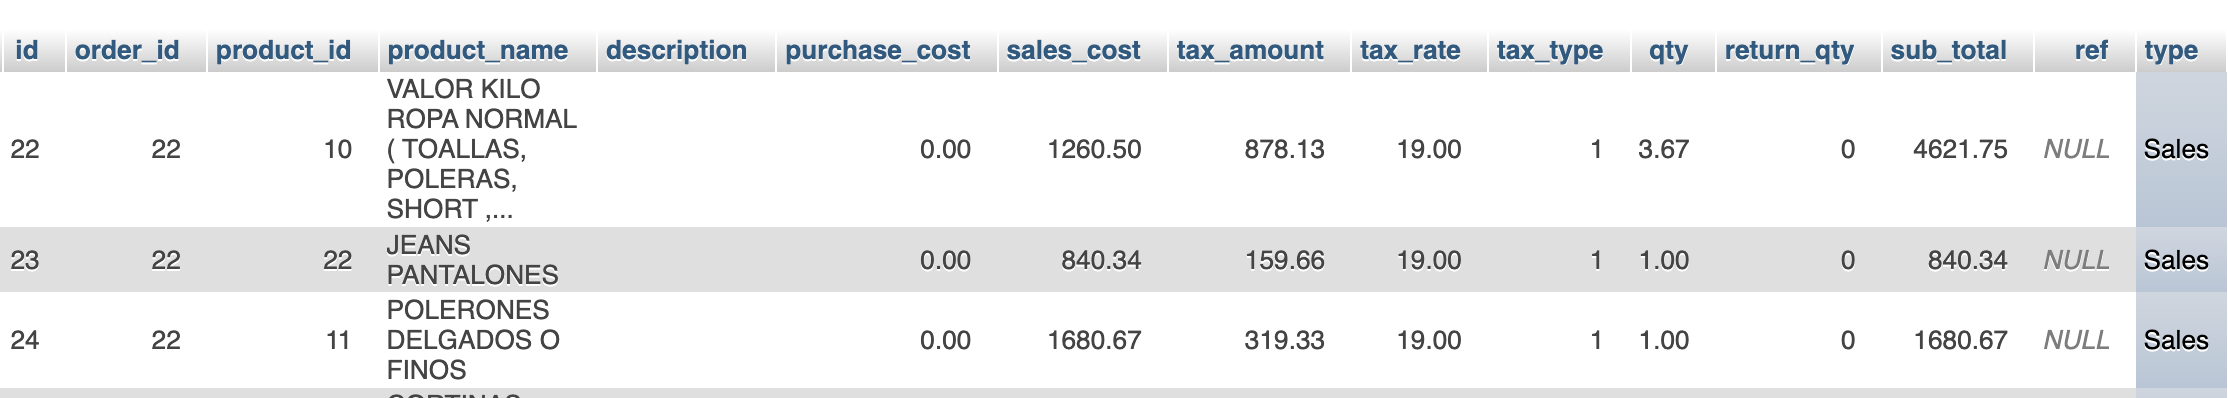 id order_id product_id product_name description purchase_cost sales_cost tax_amount tax_rate tax_type qty return_qty sub_total ref type
VALOR KILO
ROPA NORMAL
22 22 10 ( TOALLAS, 0.00 1260.50 878.13 19.00 1 3.67 0 4621.75 NULL Sales
POLERAS,
SHORT ,...
JEANS
23 22 22 PANTALONES 0.00 840.34 159.66 19.00 1 1.00 0 840.34 NULL Sales
POLERONES
24 22 11 DELGADOS O 0.00 1680.67 319.33 19.00 1 1.00 0 1680.67 NULL Sales
FINOS